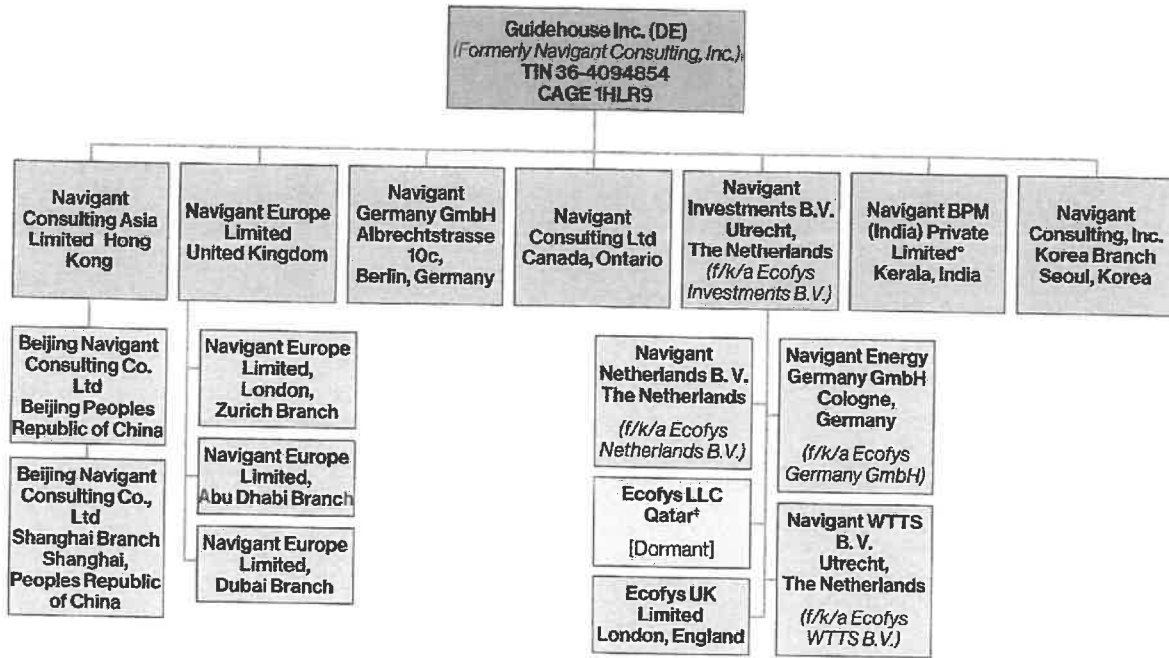 Guidehouse Inc. (DE)
(Formerly Navigant Consulting, Inc.)
TIN 36-4094854
CAGE 1HLR9
Navigant
Consulting Asia
Limited Hong
Kong
Navigant Europe
Limited
United Kingdom
Navigant
Germany GmbH
Albrechtstrasse
10c,
Berlin, Germany
Navigant
Consulting Ltd
Canada, Ontario
Navigant
Investments B.V.
Utrecht,
The Netherlands
(f/k/a Ecofys
Investments B.V.)
Navigant BPM
(India) Private
Limited°
Kerala, India
Navigant
Consulting, Inc.
Korea Branch
Seoul, Korea
Beijing Navigant
Consulting Co.
Ltd
Beijing Peoples
Republic of China
Beijing Navigant
Consulting Co.,
Ltd
Shanghai Branch
Shanghai,
Peoples Republic
of China
Navigant Europe
Limited,
London,
Zurich Branch
Navigant Europe
Limited,
Abu Dhabi Branch
Navigant Europe
Limited,
Dubai Branch
Navigant
Netherlands B. V.
The Netherlands
(f/k/a Ecofys
Netherlands B.V.)
Ecofys LLC
Qatar‡
[Dormant]
Ecofys UK
Limited
London, England
Navigant Energy
Germany GmbH
Cologne,
Germany
(f/k/a Ecofys
Germany GmbH)
Navigant WTTS
B. V.
Utrecht,
The Netherlands
(f/k/a Ecofys
WTTS B.V.)